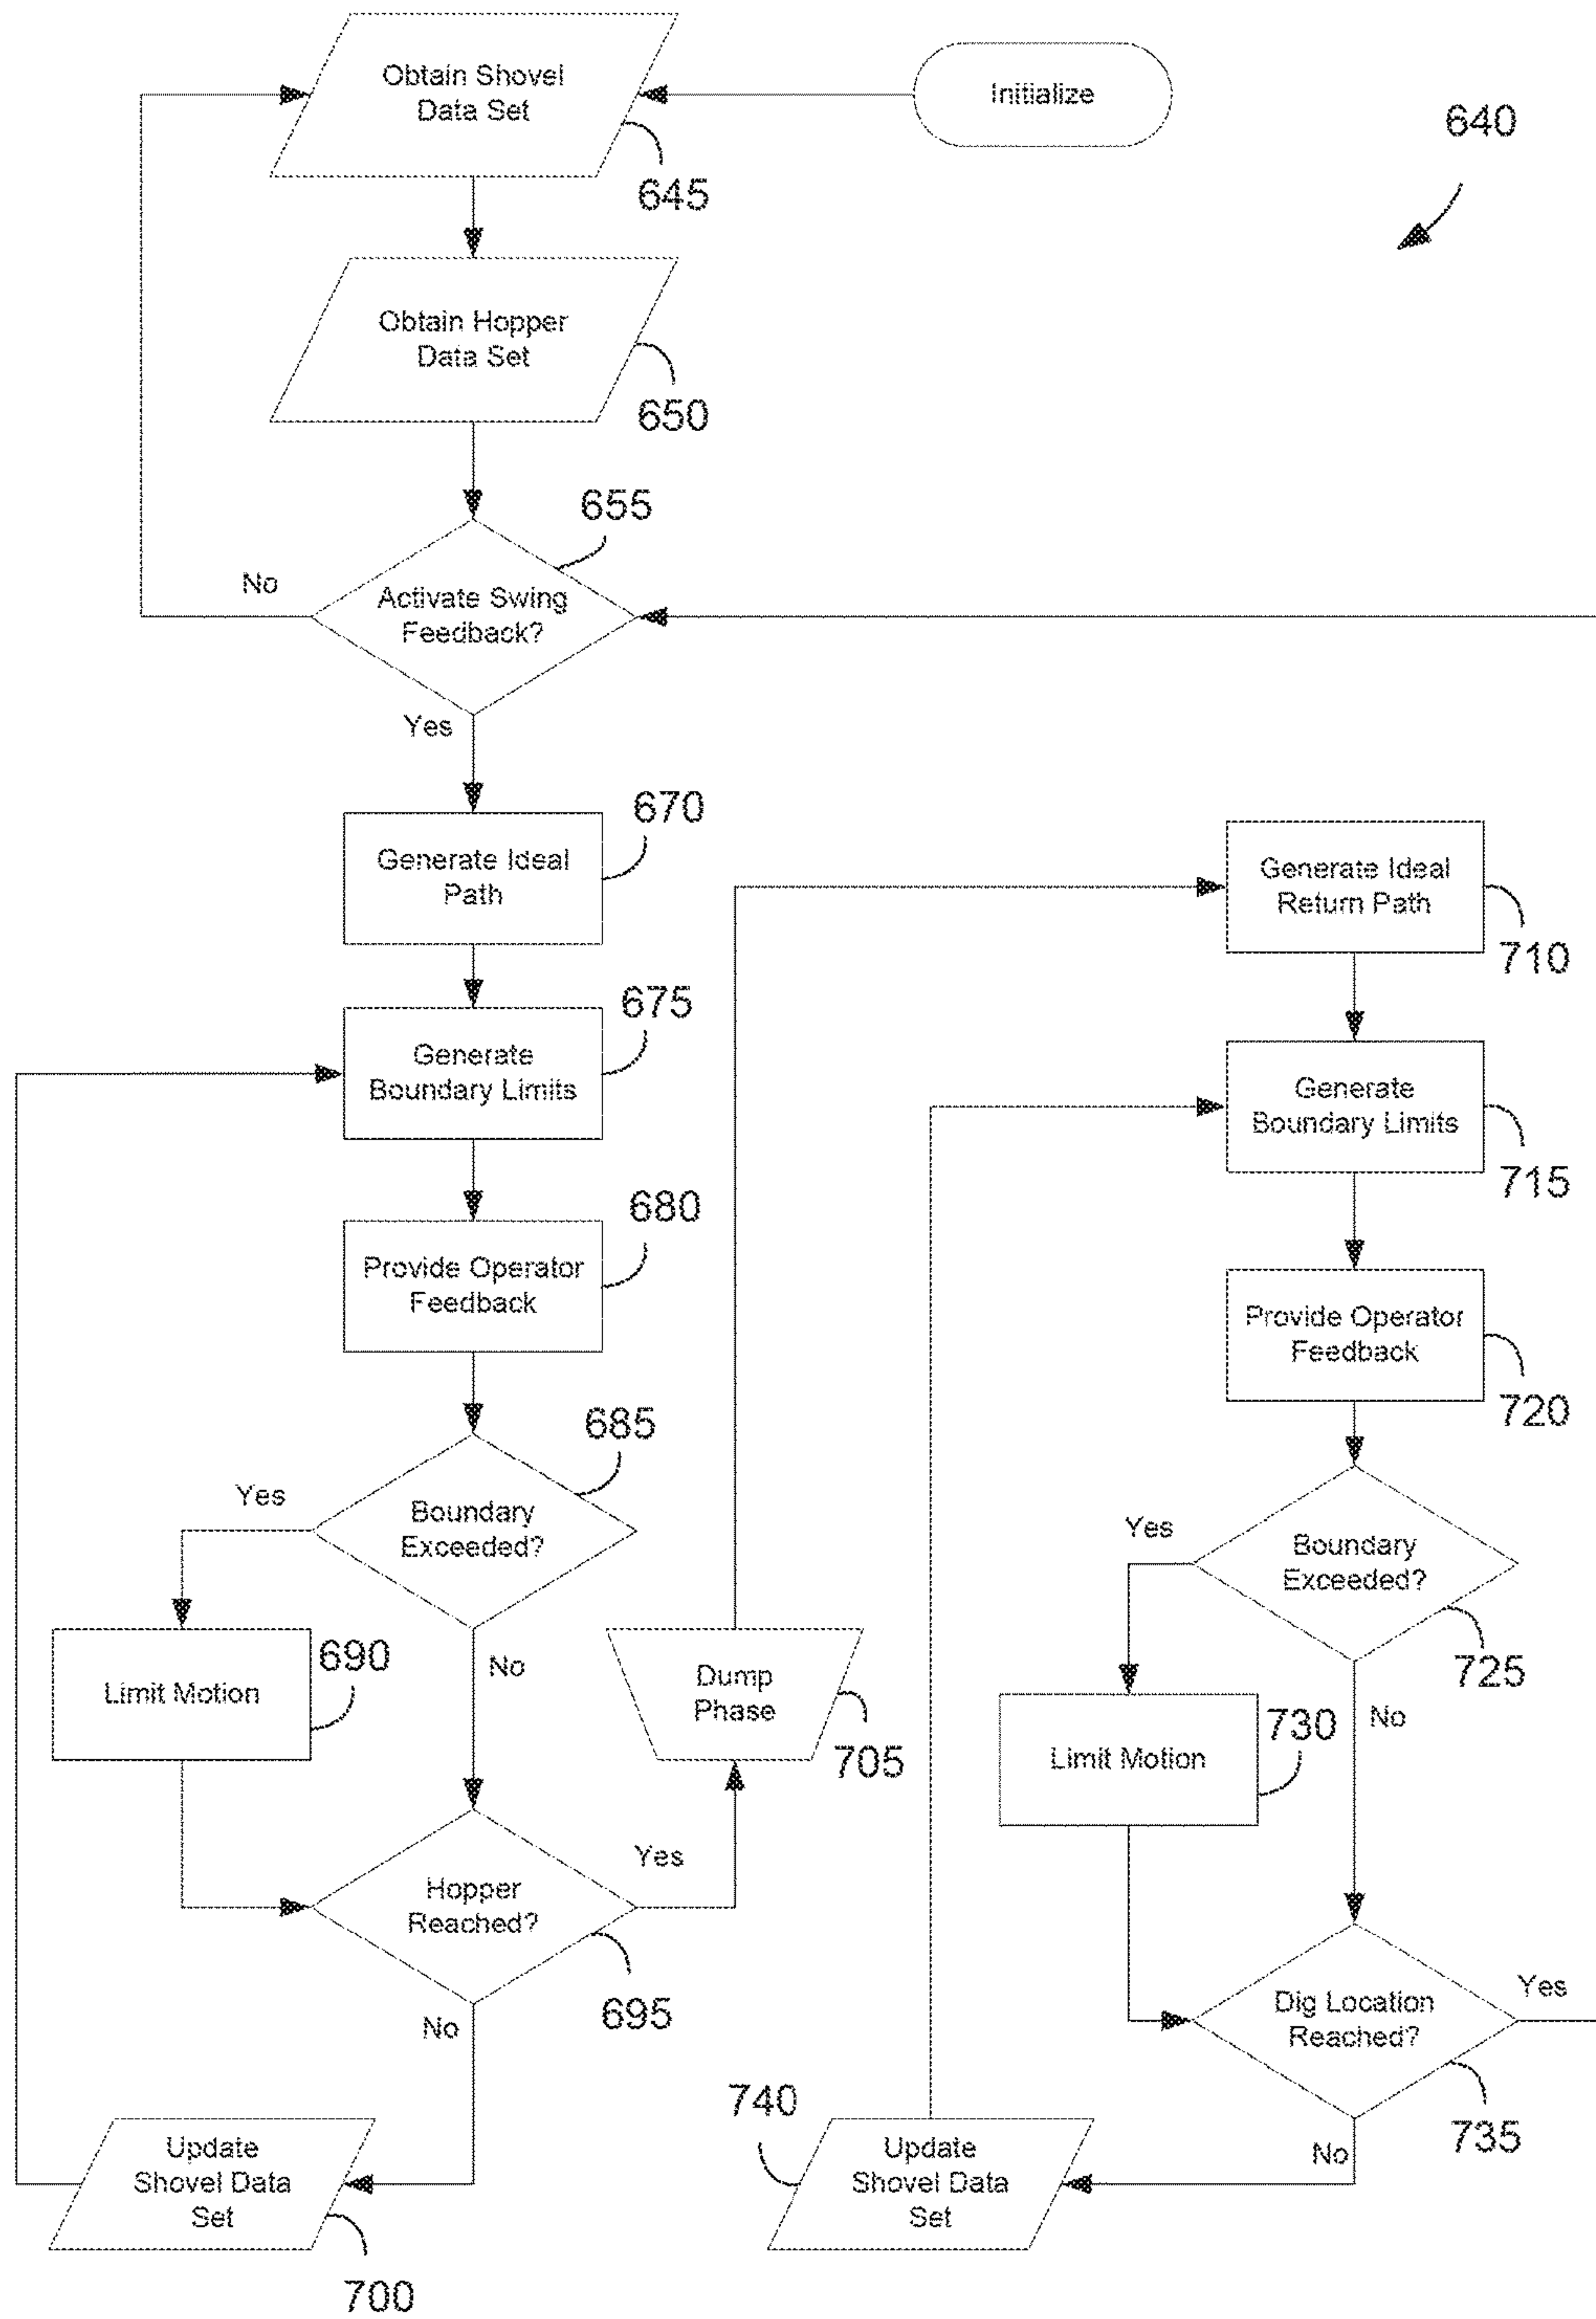 Obtain Shovel
Data Set
645
Initialize
640
Obtain Hopper
Data Set
650
655
Activate Swing
Feedback?
No
Yes
Generate Ideal
Path
670
Generate
Boundary Limits
675
Provide Operator
Feedback
680
685
Boundary
Exceeded?
Yes
No
Limit Motion
690
Dump
Phase
705
Hopper
Reached?
Yes
695
No
Update
Shovel Data
Set
700
Generate Ideal
Return Path
710
Generate
Boundary Limits
715
Provide Operator
Feedback
720
Boundary
Exceeded?
Yes
725
No
Limit Motion
730
Dig Location
Reached?
Yes
735
No
740
Update
Shovel Data
Set